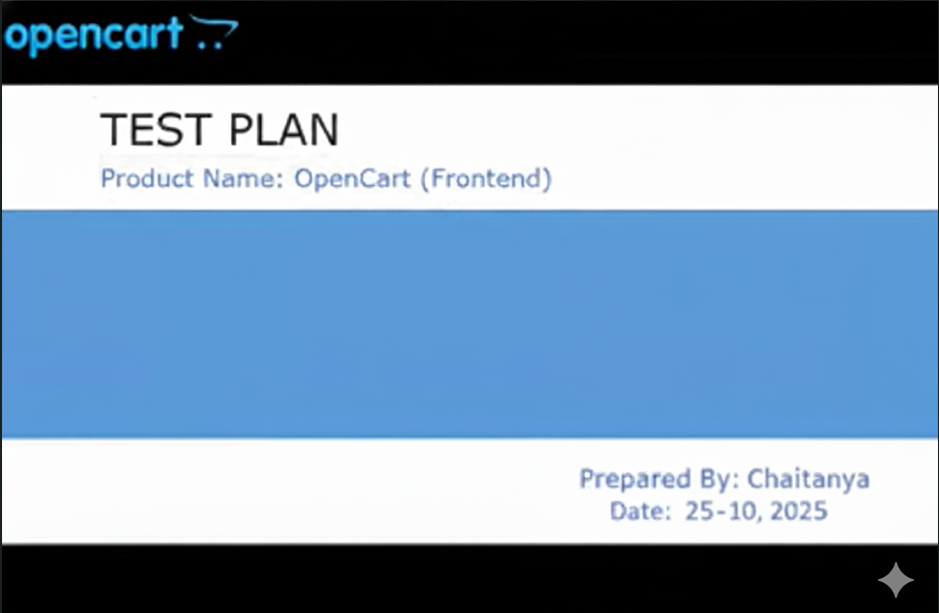 opencart
TEST PLAN
Product Name: OpenCart (Frontend)
Prepared By: Chaitanya
Date: 25-10, 2025